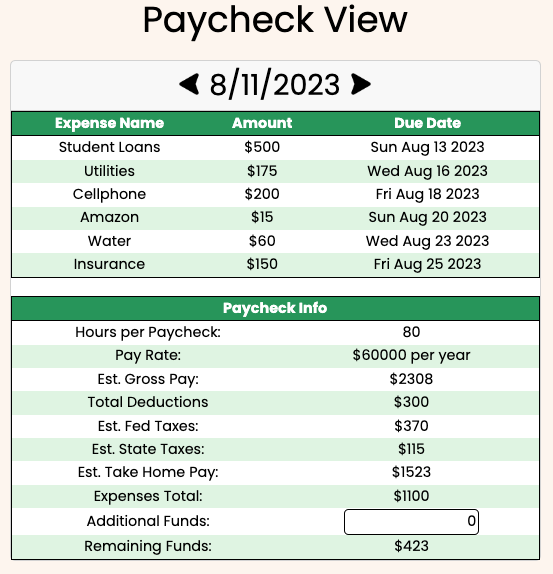 Paycheck View
8/11/2023
Expense Name Amount Due Date
Student Loans $500 Sun Aug 13 2023
Utilities $175 Wed Aug 16 2023
Cellphone $200 Fri Aug 18 2023
Amazon $15 Sun Aug 20 2023
Water $60 Wed Aug 23 2023
Insurance $150 Fri Aug 25 2023
Paycheck Info
Hours per Paycheck: 80
Pay Rate: $60000 per year
Est. Gross Pay: $2308
Total Deductions $300
Est. Fed Taxes: $370
Est. State Taxes: $115
Est. Take Home Pay: $1523
Expenses Total: $1100
Additional Funds: 0
Remaining Funds: $423